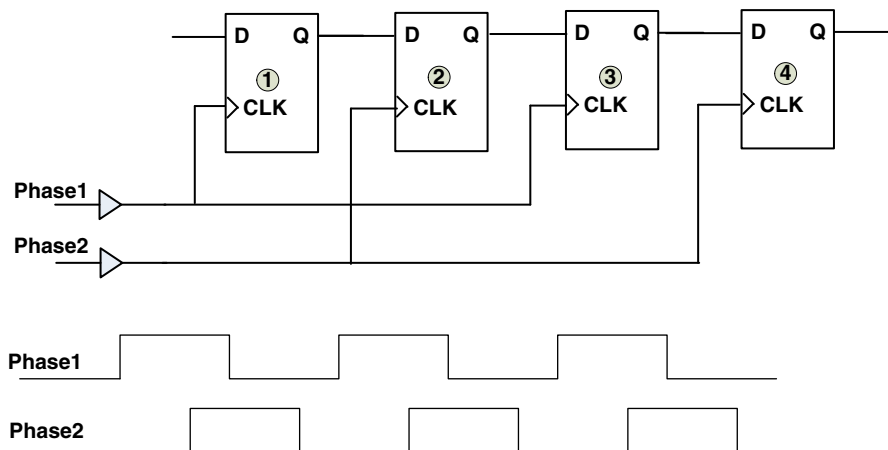 D Q D Q D Q D Q
1 2 3 4
CLK CLK CLK CLK
Phase1
Phase2
Phase1
Phase2